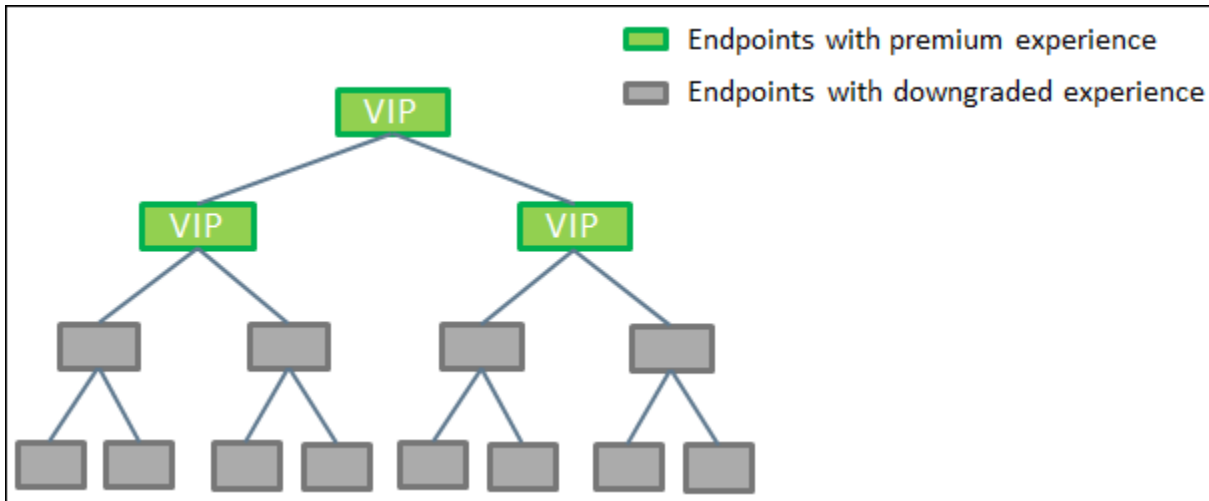 Endpoints with premium experience
Endpoints with downgraded experience
VIP
VIP
VIP